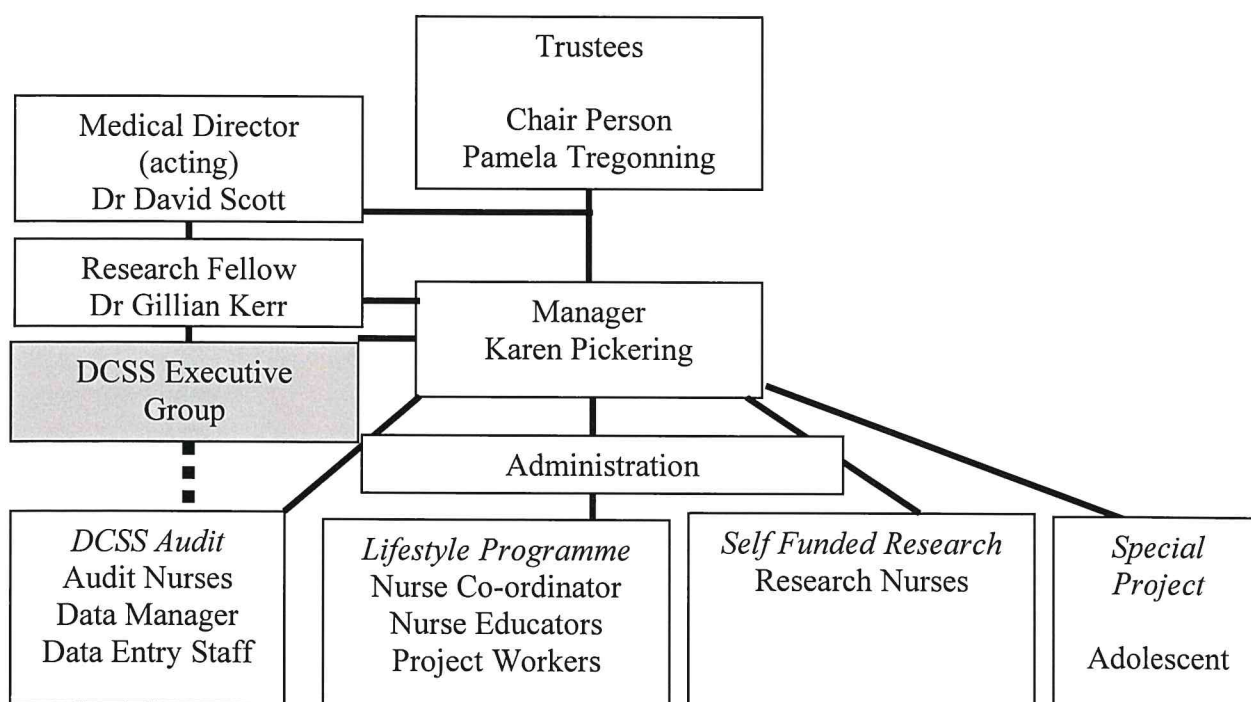 Trustees
Chair Person
Pamela Tregonning
Medical Director
(acting)
Dr David Scott
Research Fellow
Dr Gillian Kerr
Manager
Karen Pickering
DCSS Executive
Group
Administration
DCSS Audit
Audit Nurses
Data Manager
Data Entry Staff
Lifestyle Programme
Nurse Co-ordinator
Nurse Educators
Project Workers
Self Funded Research
Research Nurses
Special
Project
Adolescent